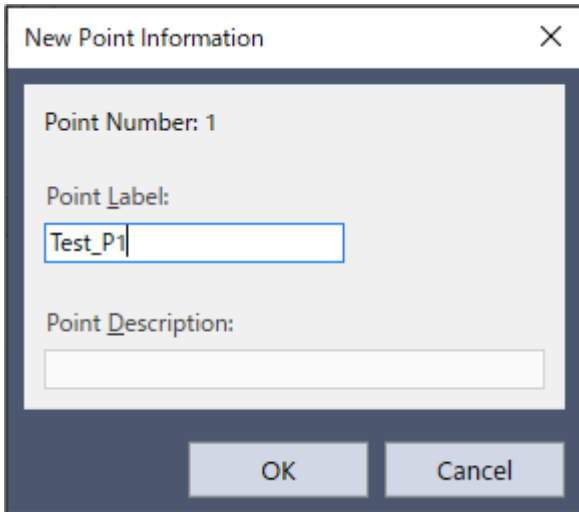 New Point Information
Point Number: 1
Point Label:
Test_P1
Point Description:
OK
Cancel